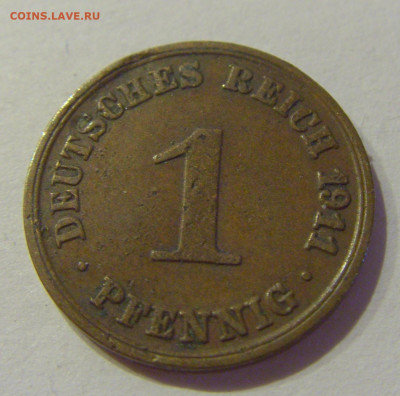 COINS.LAVE.RU
DEUTSCHES REICH 1911
1
• PFENNIG •